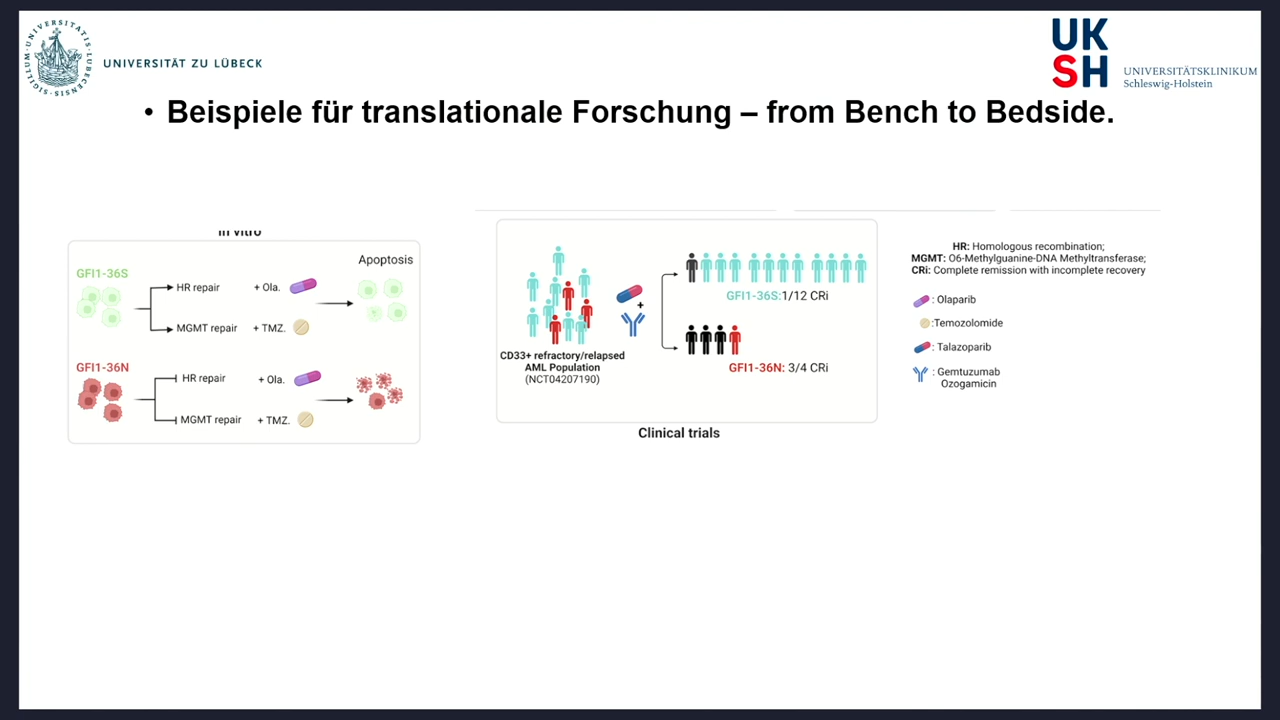 SIGILLUM·UNIVERSITATIS·LUBECENSIS
UNIVERSITÄT ZU LÜBECK
UK
SH
UNIVERSITÄTSKLINIKUM
Schleswig-Holstein
• Beispiele für translationale Forschung – from Bench to Bedside.
In vitro
Apoptosis
GFI1-36S
HR repair + Ola.
MGMT repair + TMZ.
GFI1-36N
HR repair + Ola.
MGMT repair + TMZ.
CD33+ refractory/relapsed
AML Population
(NCT04207190)
+
GFI1-36S:1/12 CRi
GFI1-36N: 3/4 CRi
Clinical trials
HR: Homologous recombination;
MGMT: O6-Methylguanine-DNA Methyltransferase;
CRi: Complete remission with incomplete recovery
: Olaparib
:Temozolomide
: Talazoparib
: Gemtuzumab
Ozogamicin